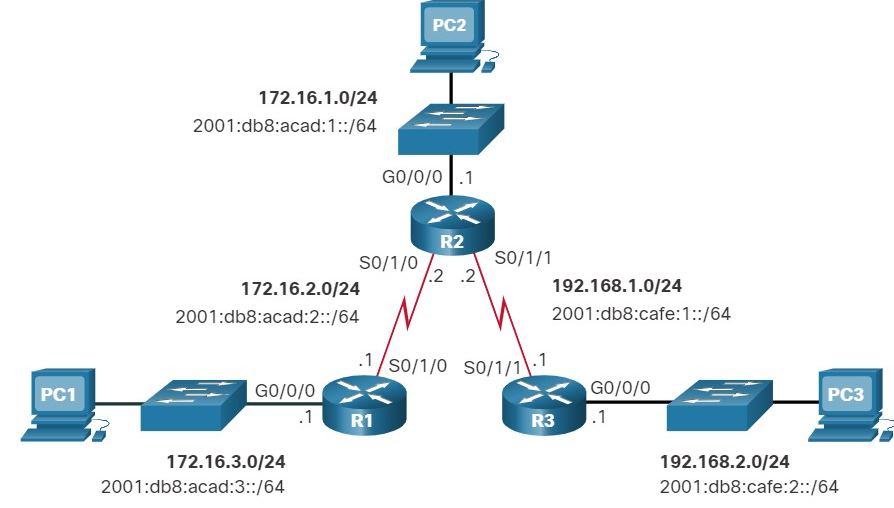 PC2
172.16.1.0/24
2001:db8:acad:1::/64
G0/0/0 .1
R2
S0/1/0 .2 .2 S0/1/1
172.16.2.0/24
2001:db8:acad:2::/64
192.168.1.0/24
2001:db8:cafe:1::/64
.1 S0/1/0
S0/1/1 .1
PC1
G0/0/0
.1
R1
R3
G0/0/0
.1
PC3
172.16.3.0/24
2001:db8:acad:3::/64
192.168.2.0/24
2001:db8:cafe:2::/64